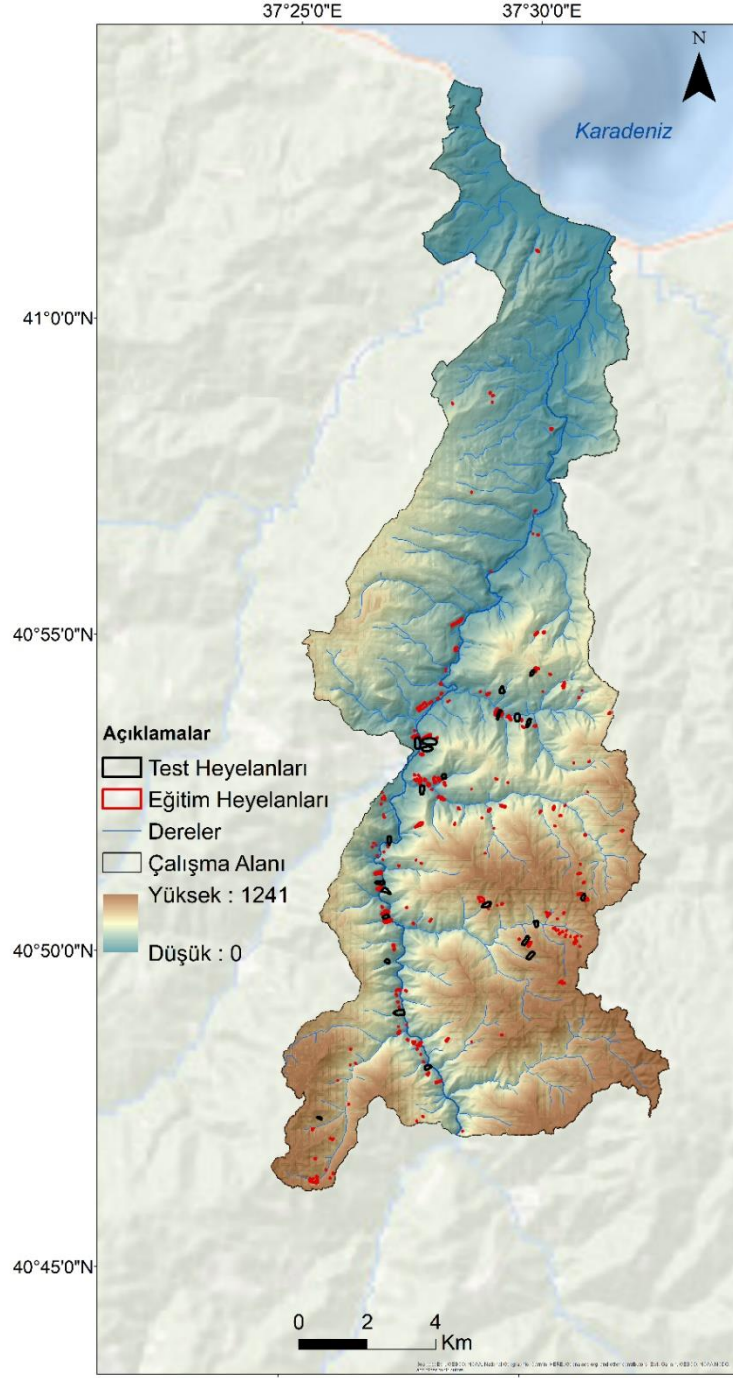 37°25'0"E 37°30'0"E
N
Karadeniz
41°0'0"N
40°55'0"N
Açıklamalar
Test Heyelanları
Eğitim Heyelanları
Dereler
Çalışma Alanı
Yüksek : 1241
Düşük : 0
40°50'0"N
40°45'0"N
0 2 4
Km